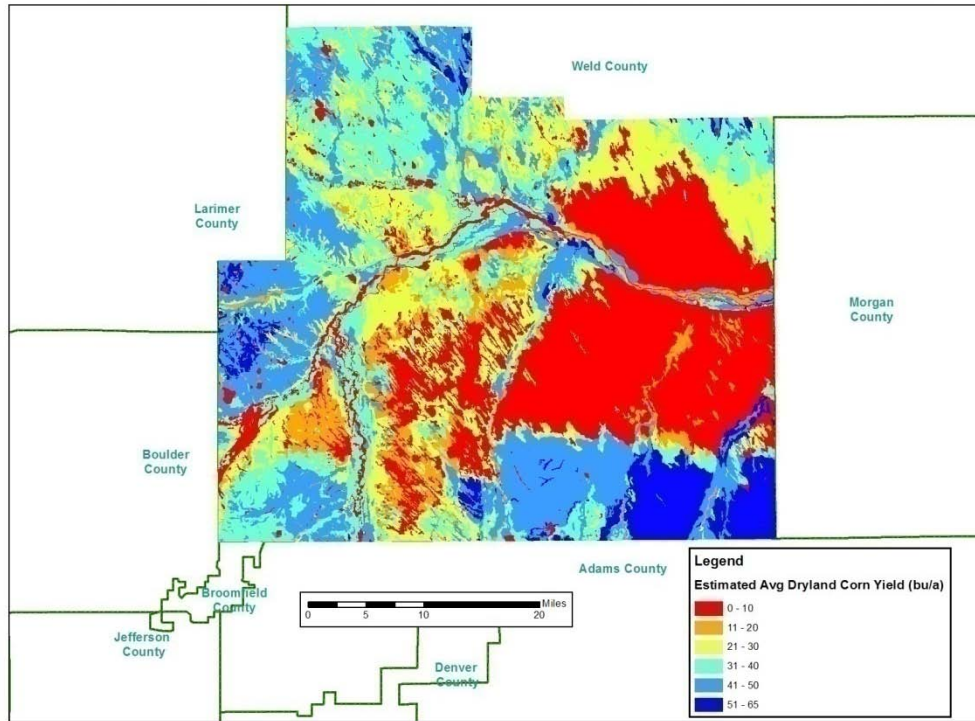 Weld County
Larimer
County
Morgan
County
Boulder
County
Adams County
Broomfield
County
Jefferson
County
Denver
County
Miles
0 5 10 20
Legend
Estimated Avg Dryland Corn Yield (bu/a)
0 - 10
11 - 20
21 - 30
31 - 40
41 - 50
51 - 65